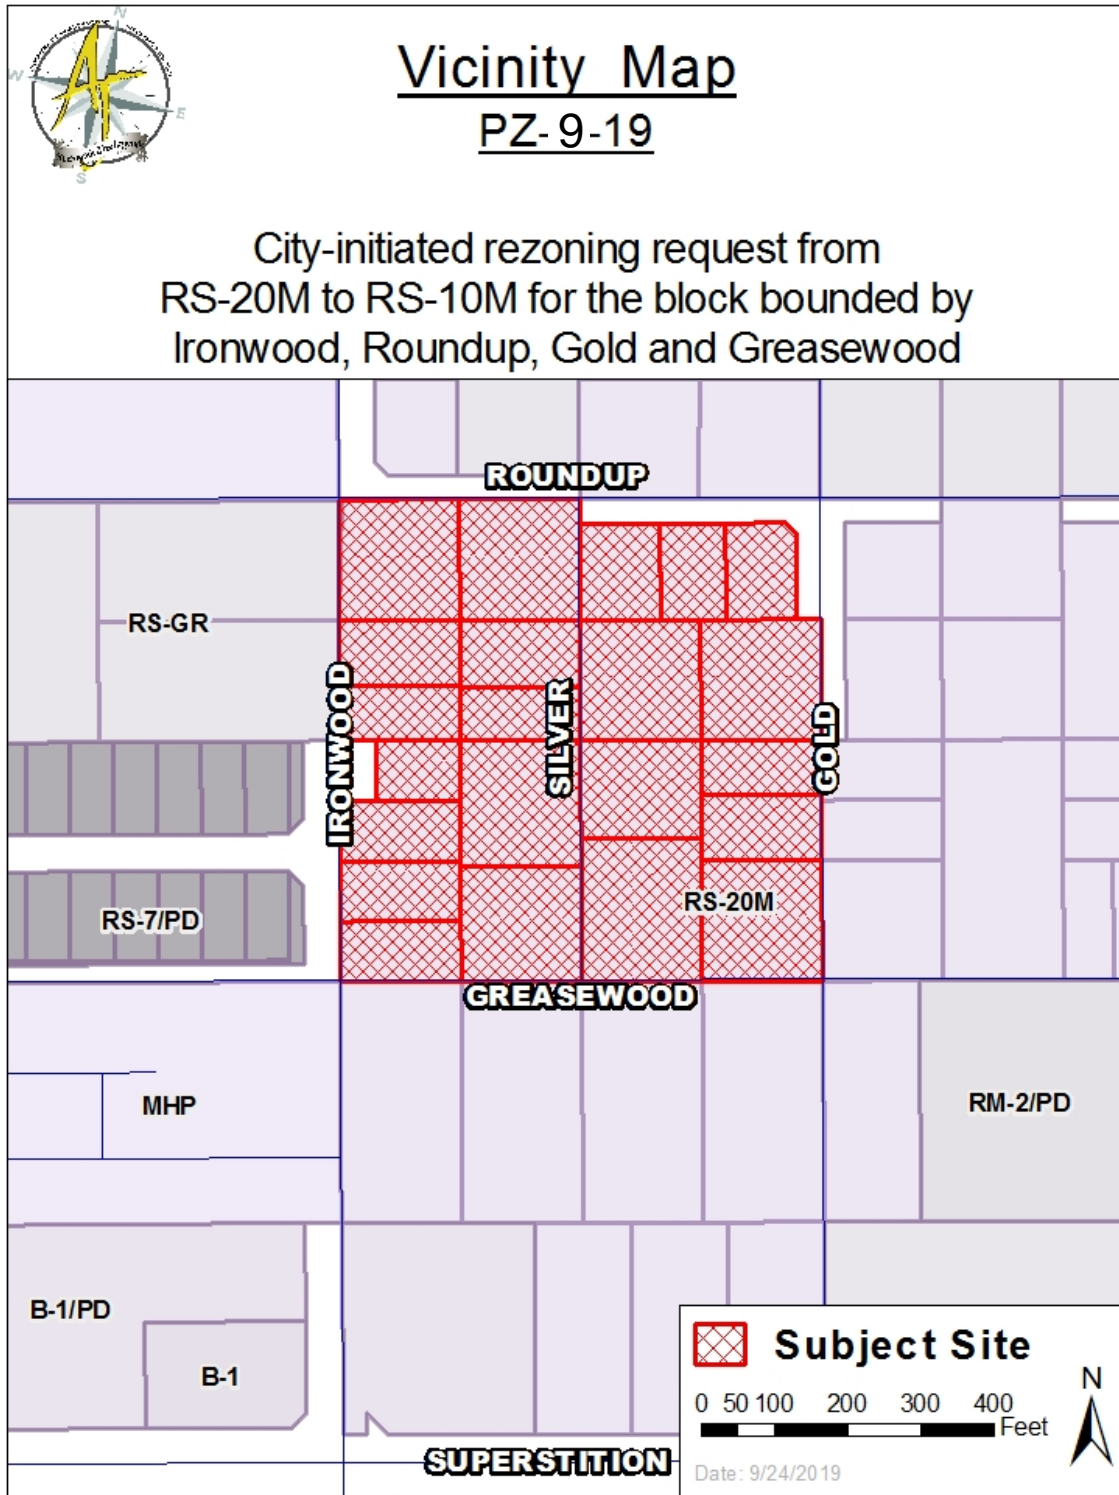 N
W
E
S
Vicinity Map
PZ-9-19
City-initiated rezoning request from
RS-20M to RS-10M for the block bounded by
Ironwood, Roundup, Gold and Greasewood
ROUNDUP
RS-GR
IRONWOOD
SILVER
GOLD
RS-7/PD
RS-20M
GREASEWOOD
MHP
RM-2/PD
B-1/PD
B-1
Subject Site
N
0 50 100 200 300 400
Feet
SUPERSTITION
Date: 9/24/2019